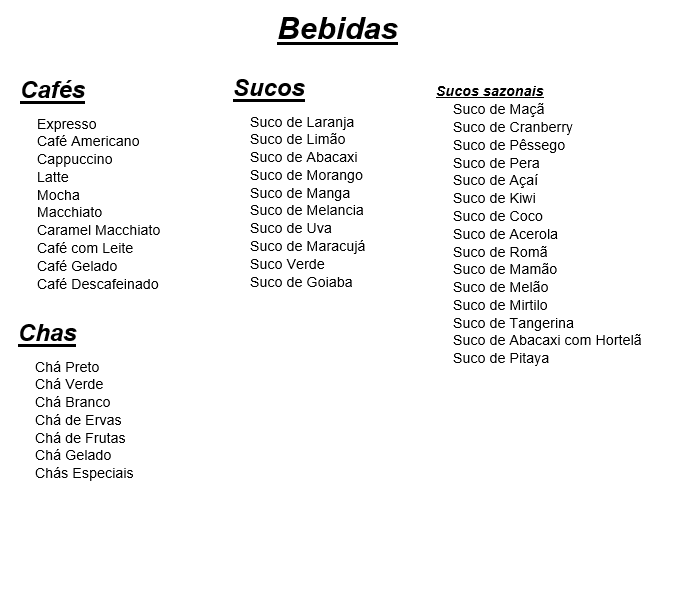 Bebidas
Cafés
Expresso
Café Americano
Cappuccino
Latte
Mocha
Macchiato
Caramel Macchiato
Café com Leite
Café Gelado
Café Descafeinado
Chas
Chá Preto
Chá Verde
Chá Branco
Chá de Ervas
Chá de Frutas
Chá Gelado
Chás Especiais
Sucos
Suco de Laranja
Suco de Limão
Suco de Abacaxi
Suco de Morango
Suco de Manga
Suco de Melancia
Suco de Uva
Suco de Maracujá
Suco Verde
Suco de Goiaba
Sucos sazonais
Suco de Maçã
Suco de Cranberry
Suco de Pêssego
Suco de Pera
Suco de Açaí
Suco de Kiwi
Suco de Coco
Suco de Acerola
Suco de Romã
Suco de Mamão
Suco de Melão
Suco de Mirtilo
Suco de Tangerina
Suco de Abacaxi com Hortelã
Suco de Pitaya